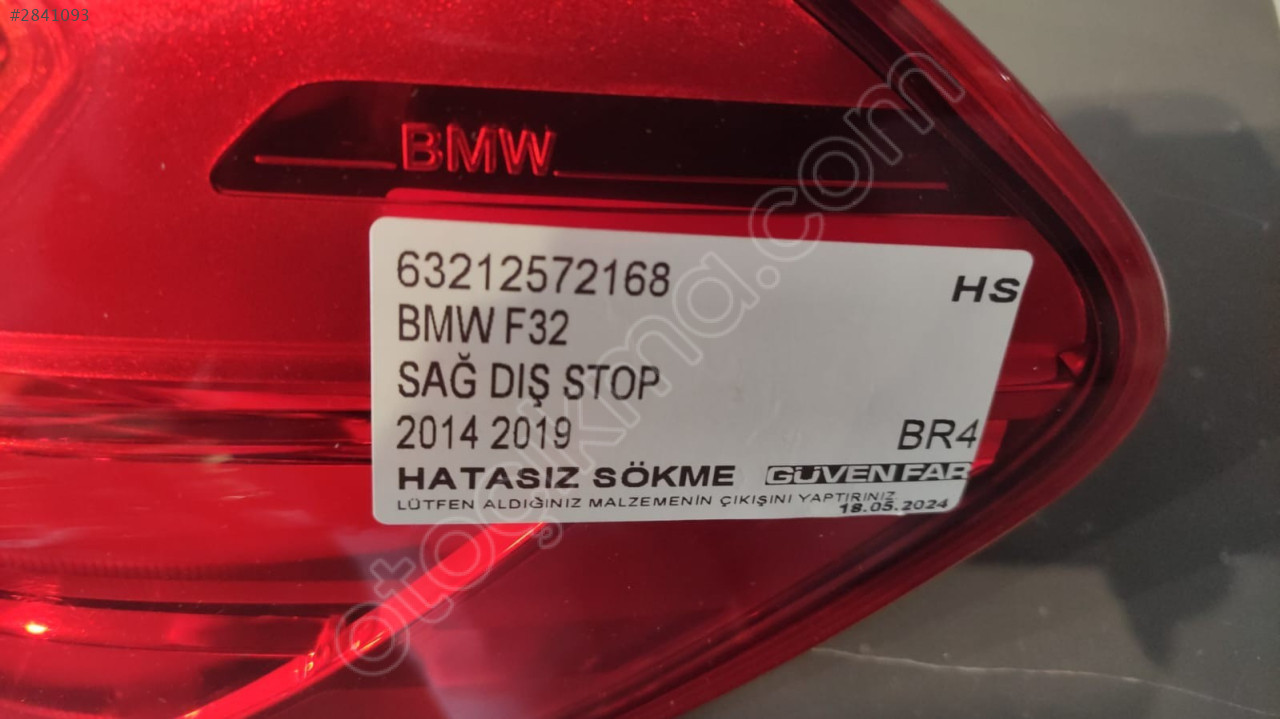 #2841093
BMW
63212572168
HS
BMW F32
SAĞ DIŞ STOP
2014 2019
BR4
HATASIZ SÖKME GÜVEN FAR
LÜTFEN ALDIĞINIZ MALZEMENİN ÇIKIŞINI YAPTIRINIZ
18.05.2024
otocikma.com